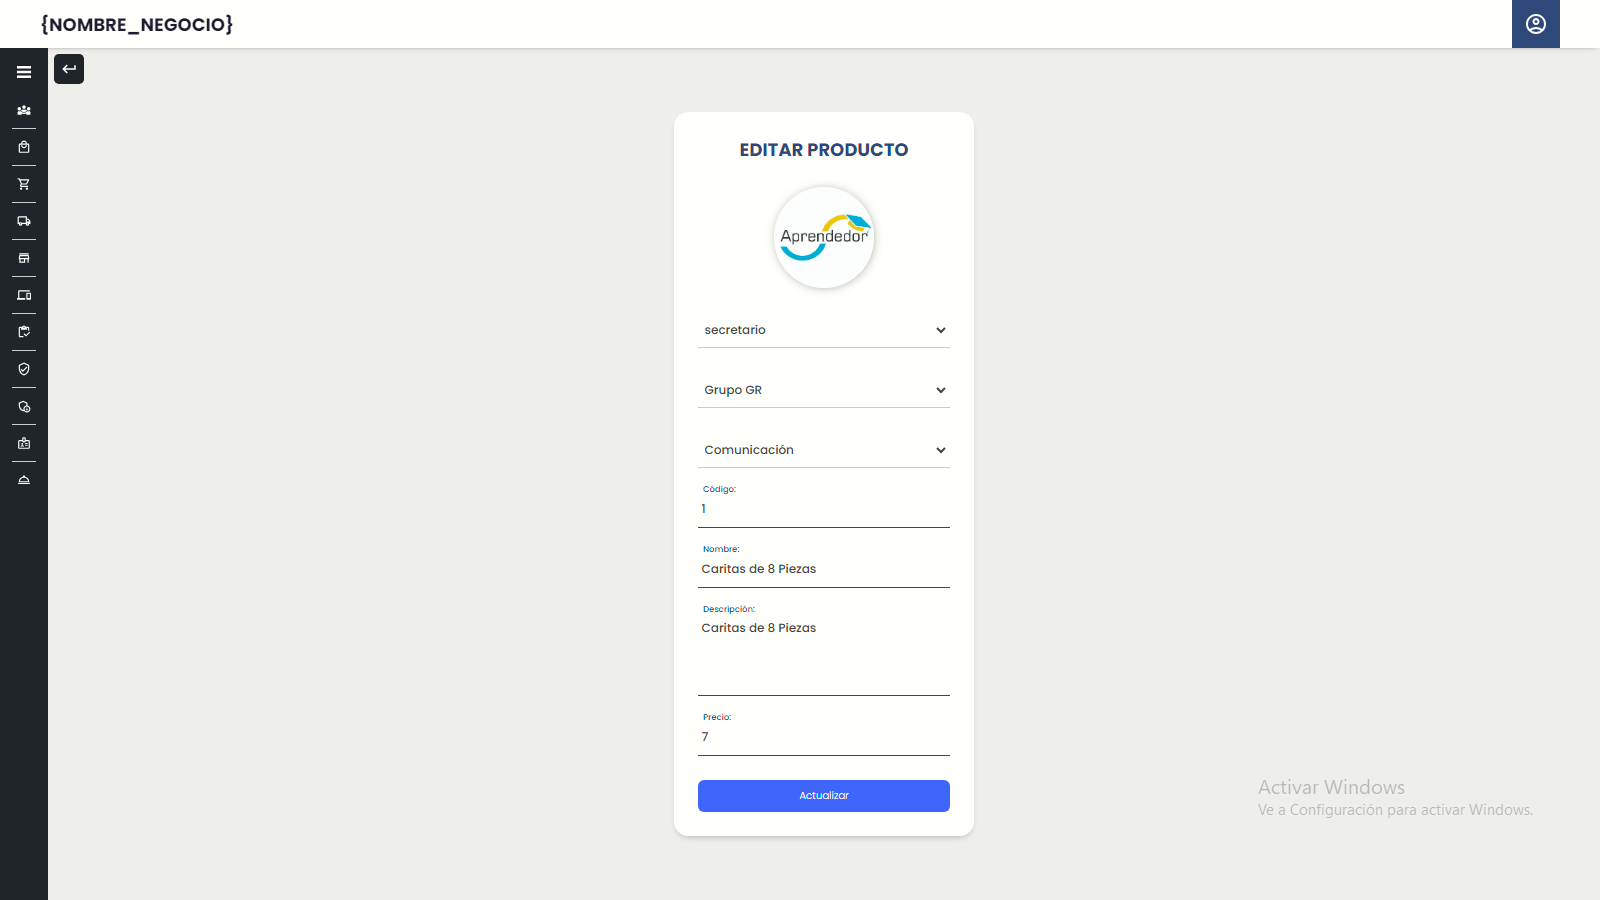 {NOMBRE_NEGOCIO}
EDITAR PRODUCTO
Aprendedor
secretario
Grupo GR
Comunicación
Código:
1
Nombre:
Caritas de 8 Piezas
Descripción:
Caritas de 8 Piezas
Precio:
7
Actualizar
Activar Windows
Ve a Configuración para activar Windows.